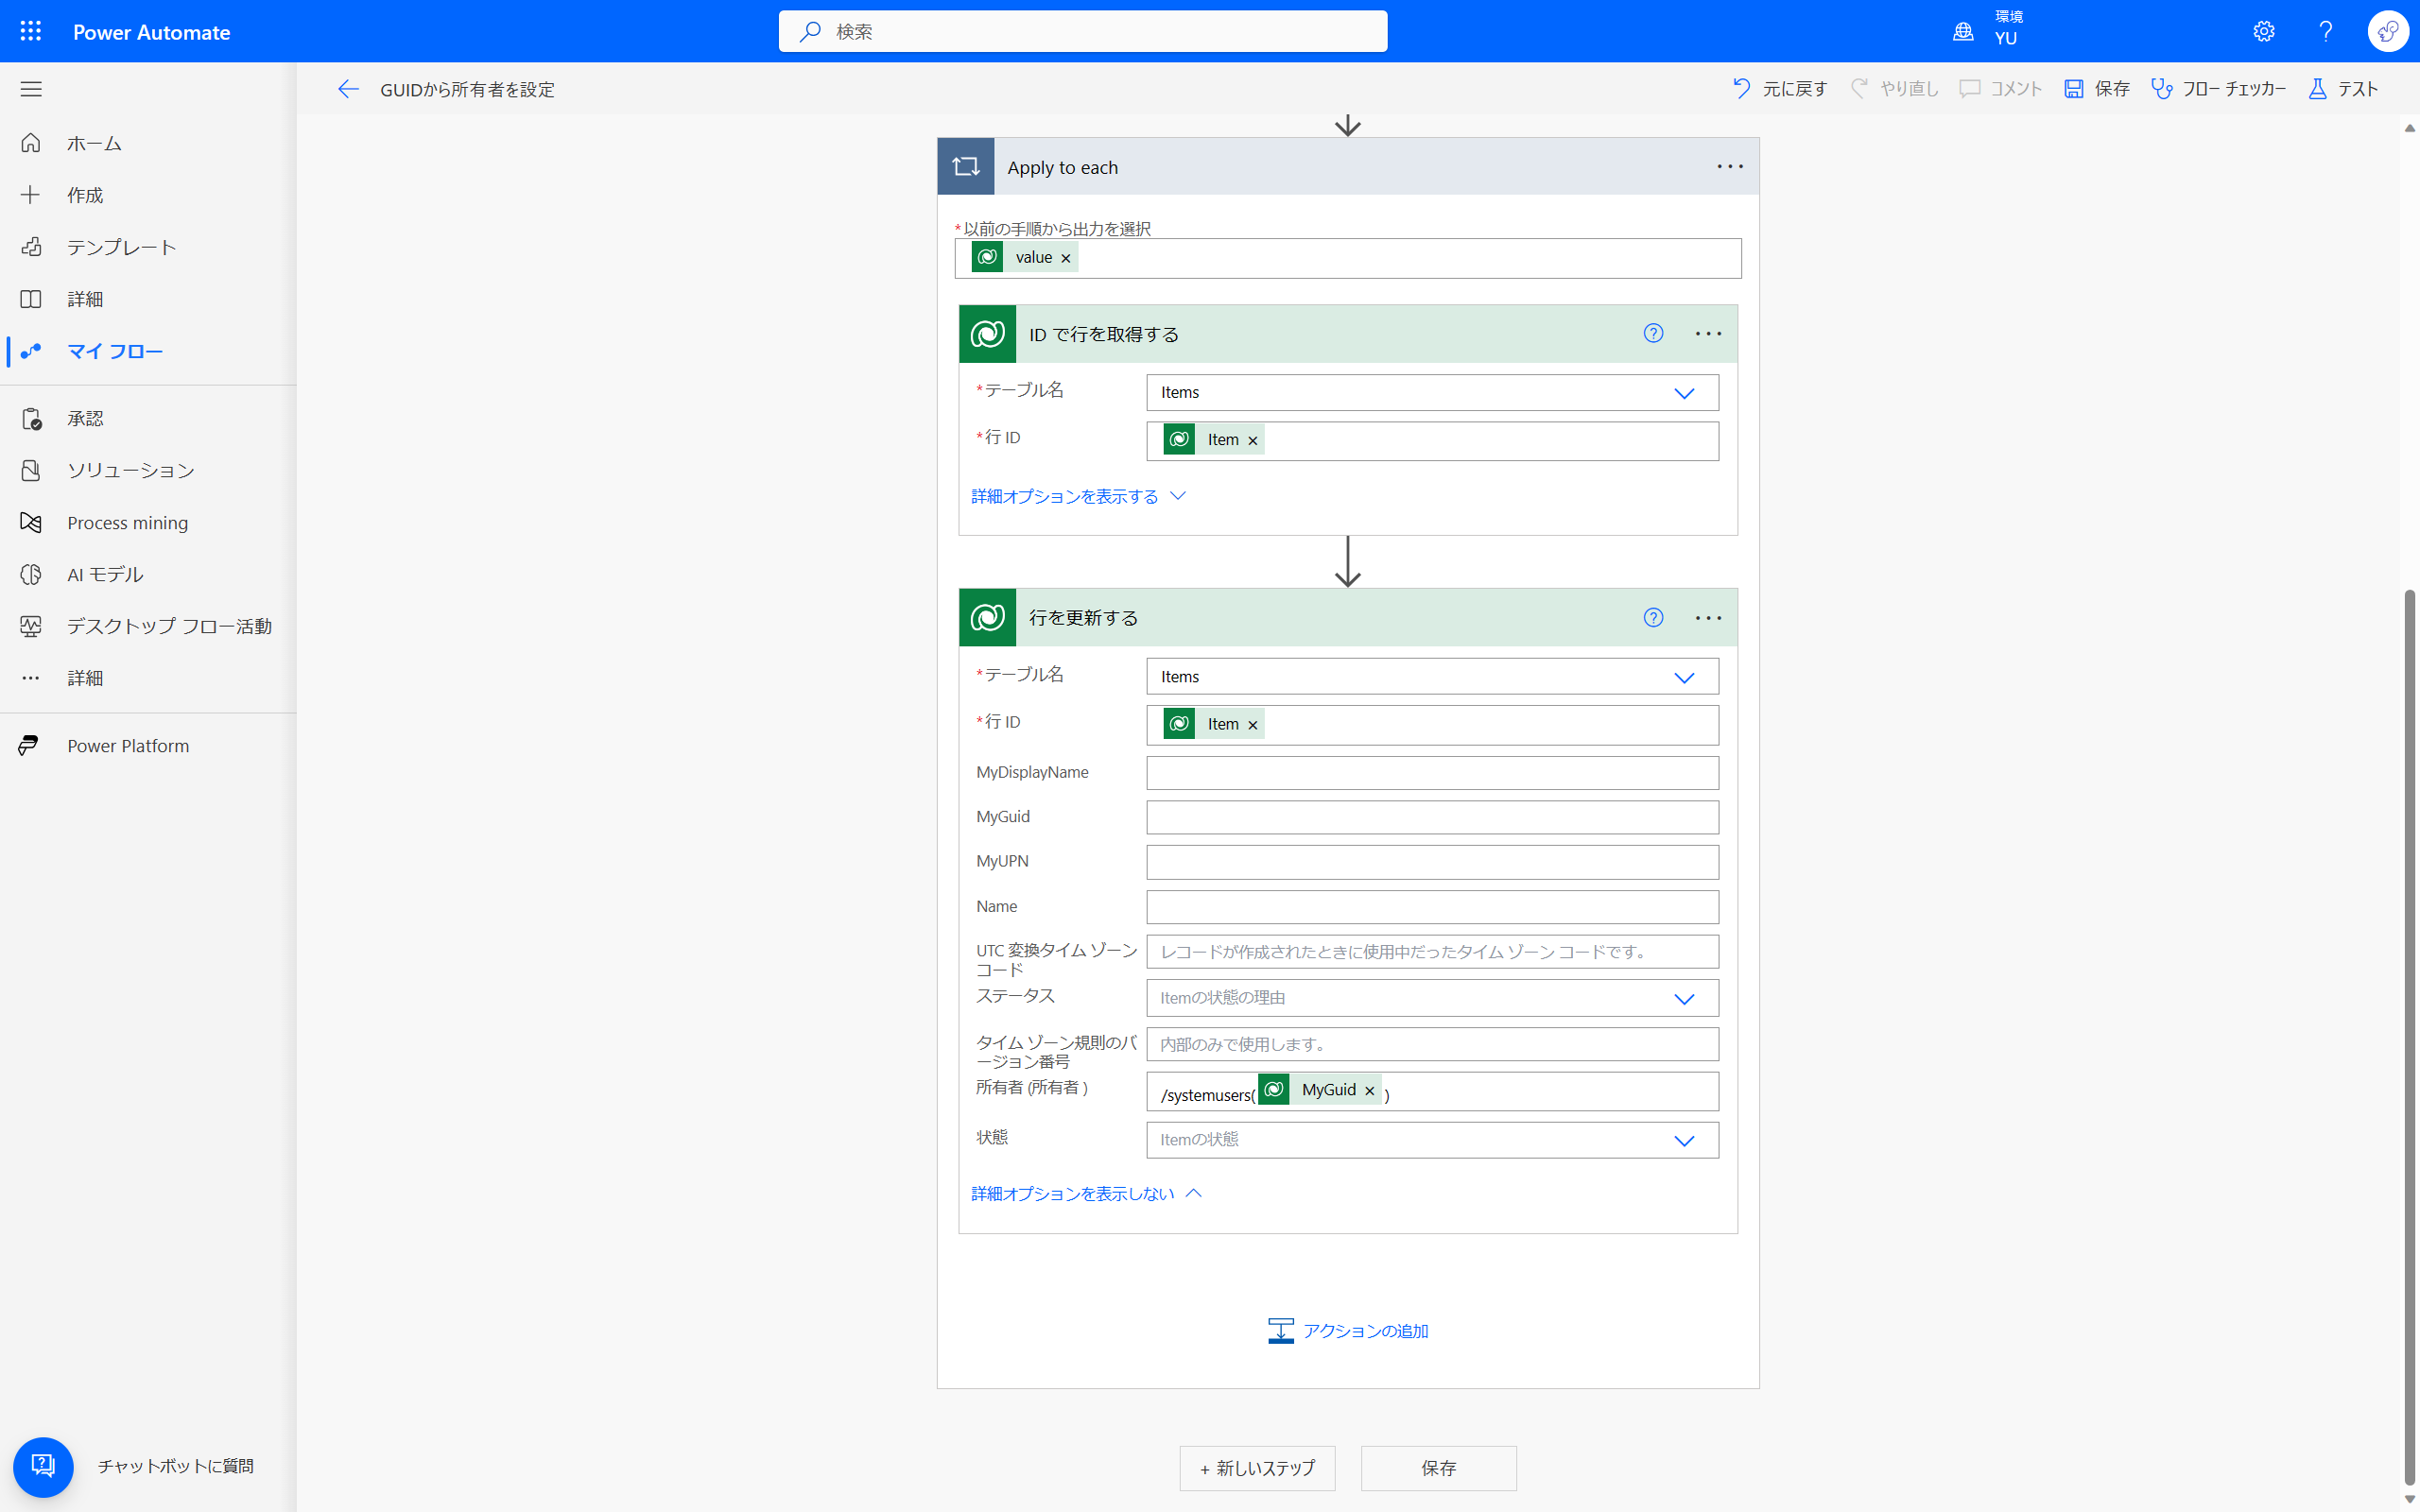 Power Automate
検索
環境
YU
GUIDから所有者を設定
元に戻す
やり直し
コメント
保存
フロー チェッカー
テスト
ホーム
作成
テンプレート
詳細
マイ フロー
承認
ソリューション
Process mining
AI モデル
デスクトップ フロー活動
詳細
Power Platform
チャットボットに質問
Apply to each
*以前の手順から出力を選択
value ×
ID で行を取得する
*テーブル名
Items
*行 ID
Item ×
詳細オプションを表示する
行を更新する
*テーブル名
Items
*行 ID
Item ×
MyDisplayName
MyGuid
MyUPN
Name
UTC 変換タイム ゾーン
コード
レコードが作成されたときに使用中だったタイム ゾーン コードです。
ステータス
Itemの状態の理由
タイム ゾーン規則のバ
ージョン番号
内部のみで使用します。
所有者 (所有者 )
/systemusers( MyGuid × )
状態
Itemの状態
詳細オプションを表示しない
アクションの追加
+ 新しいステップ
保存